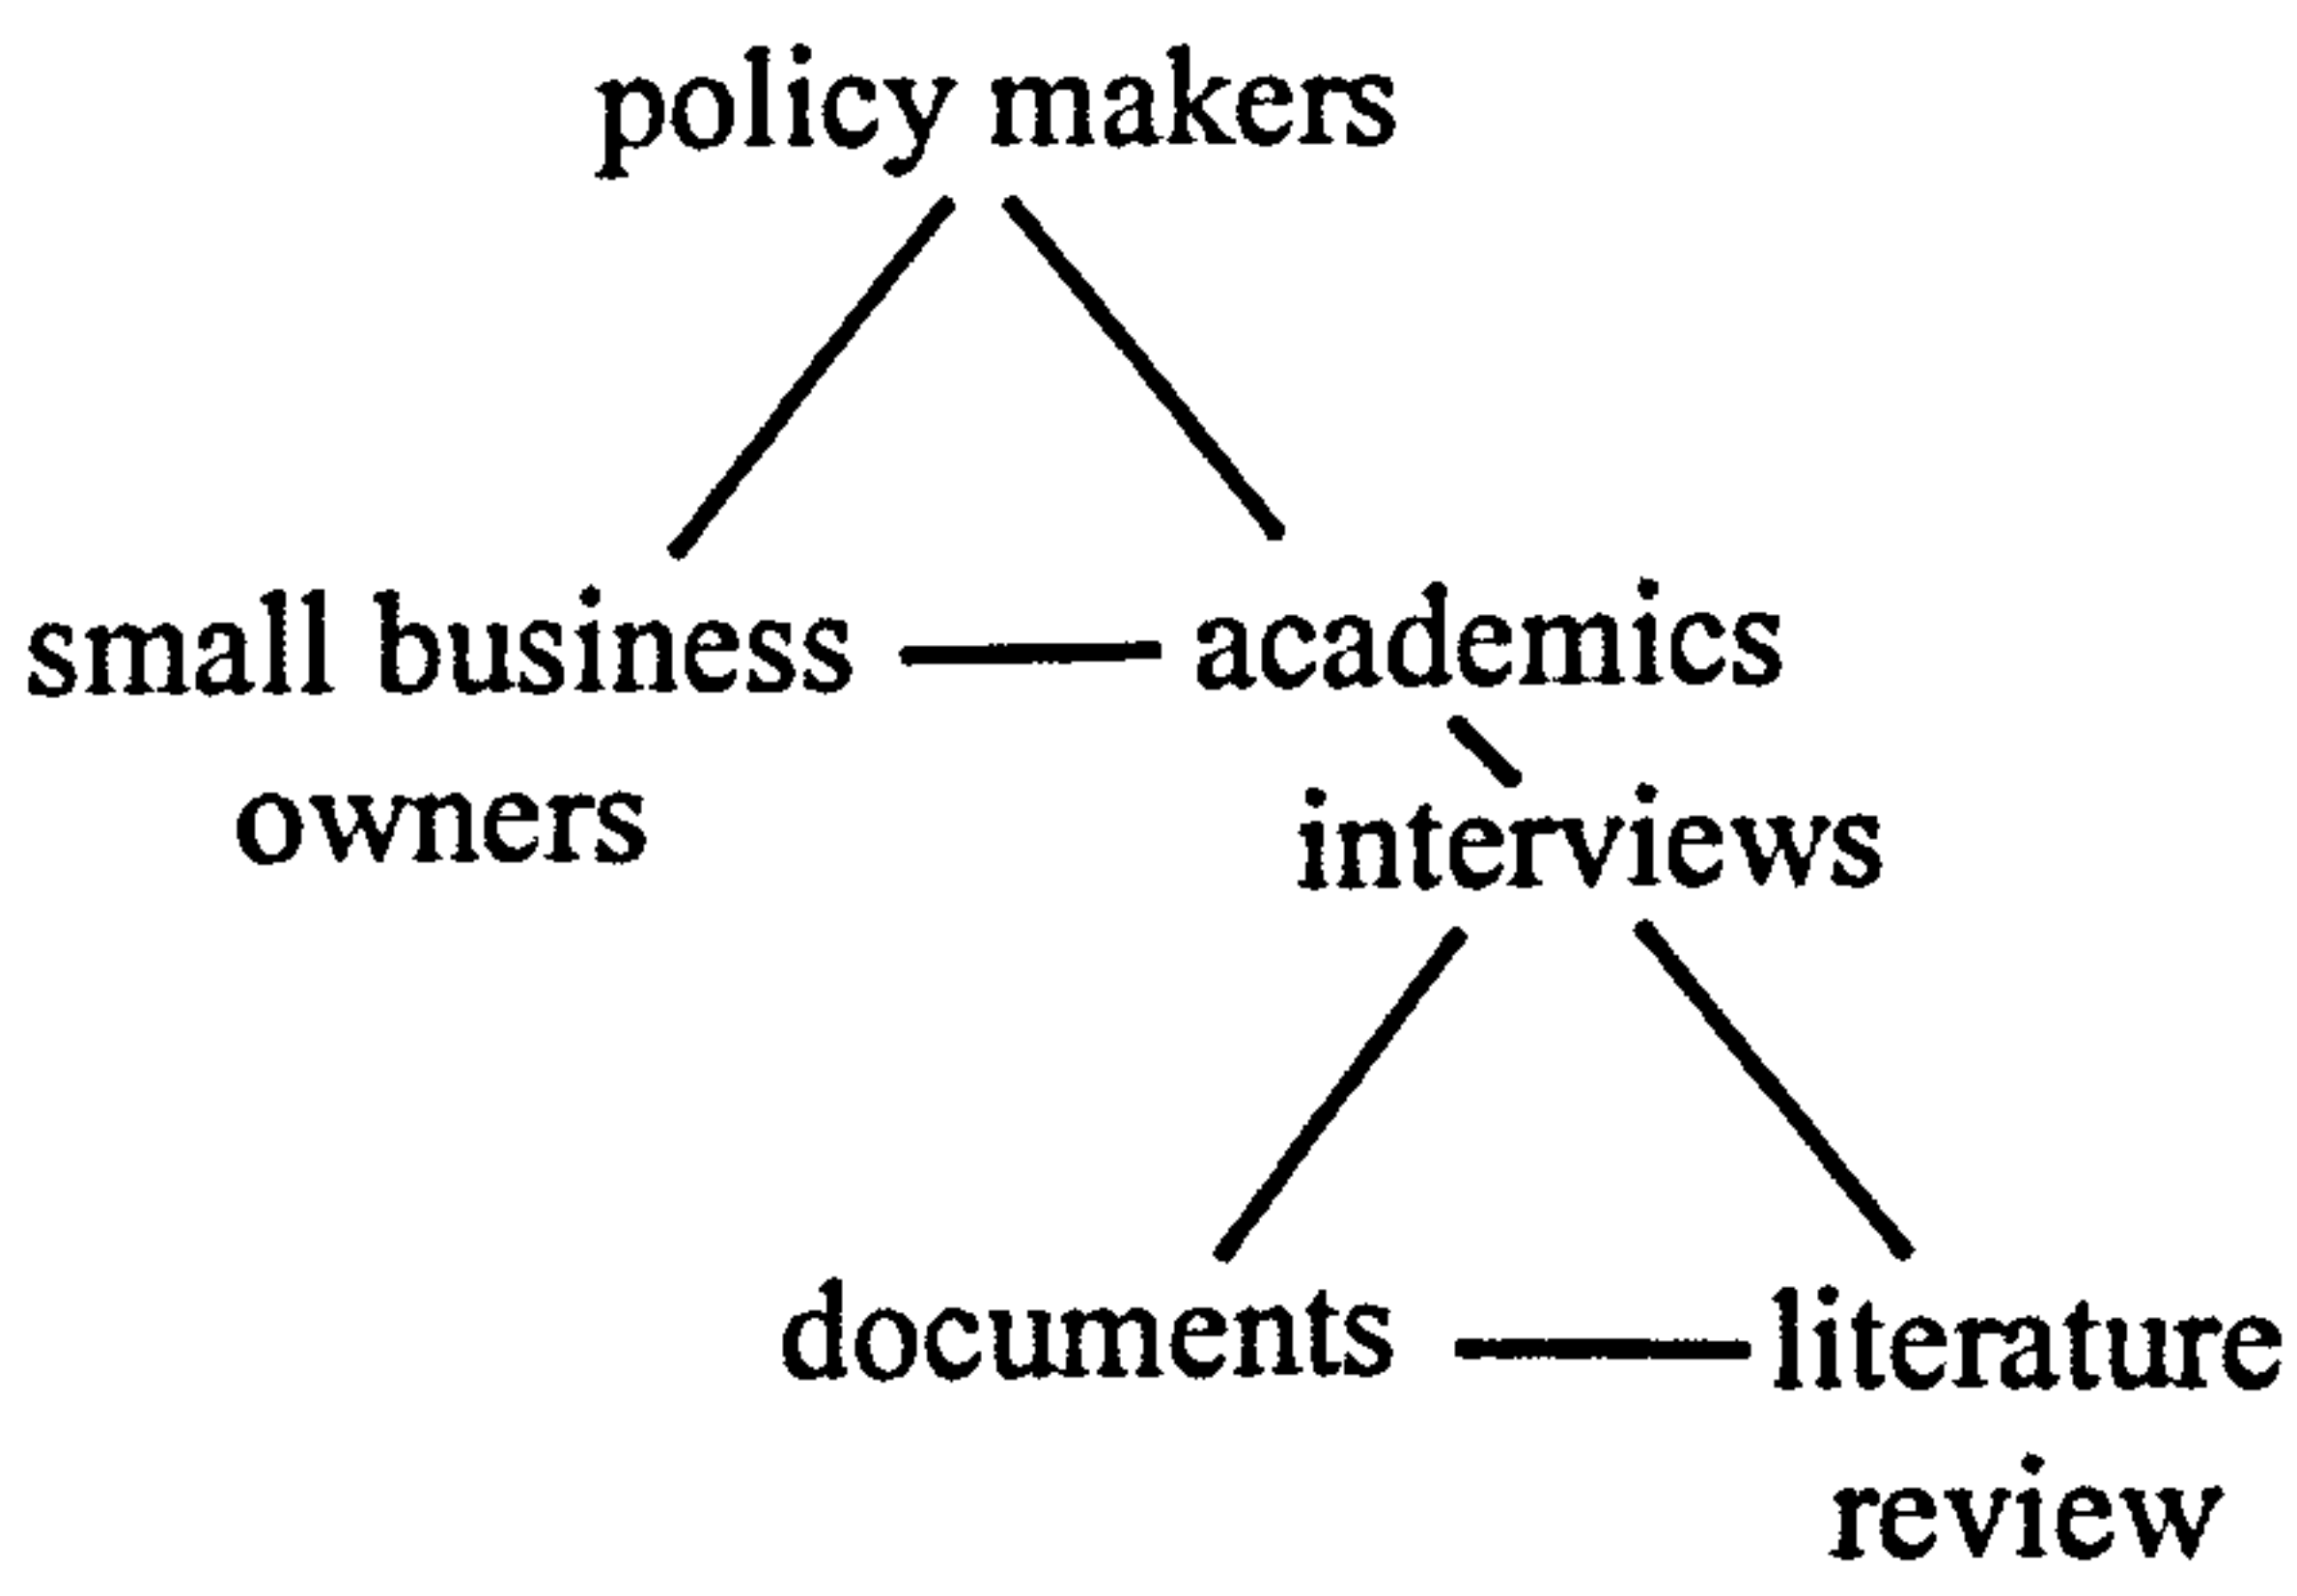 policy makers
small business
academics
owners
interviews
documents
literature
review